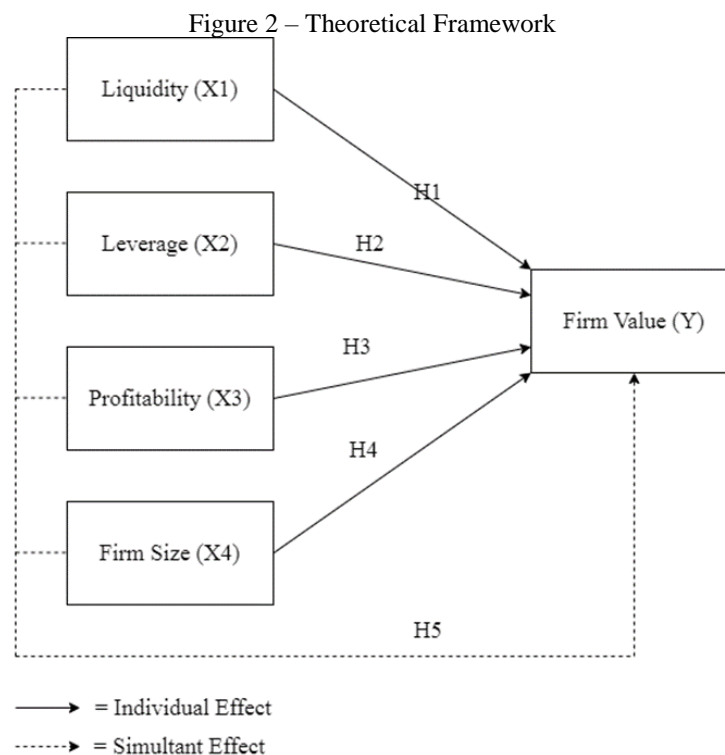 Figure 2 – Theoretical Framework
Liquidity (X1)
H1
Leverage (X2)
H2
Firm Value (Y)
H3
Profitability (X3)
H4
Firm Size (X4)
H5
= Individual Effect
= Simultant Effect